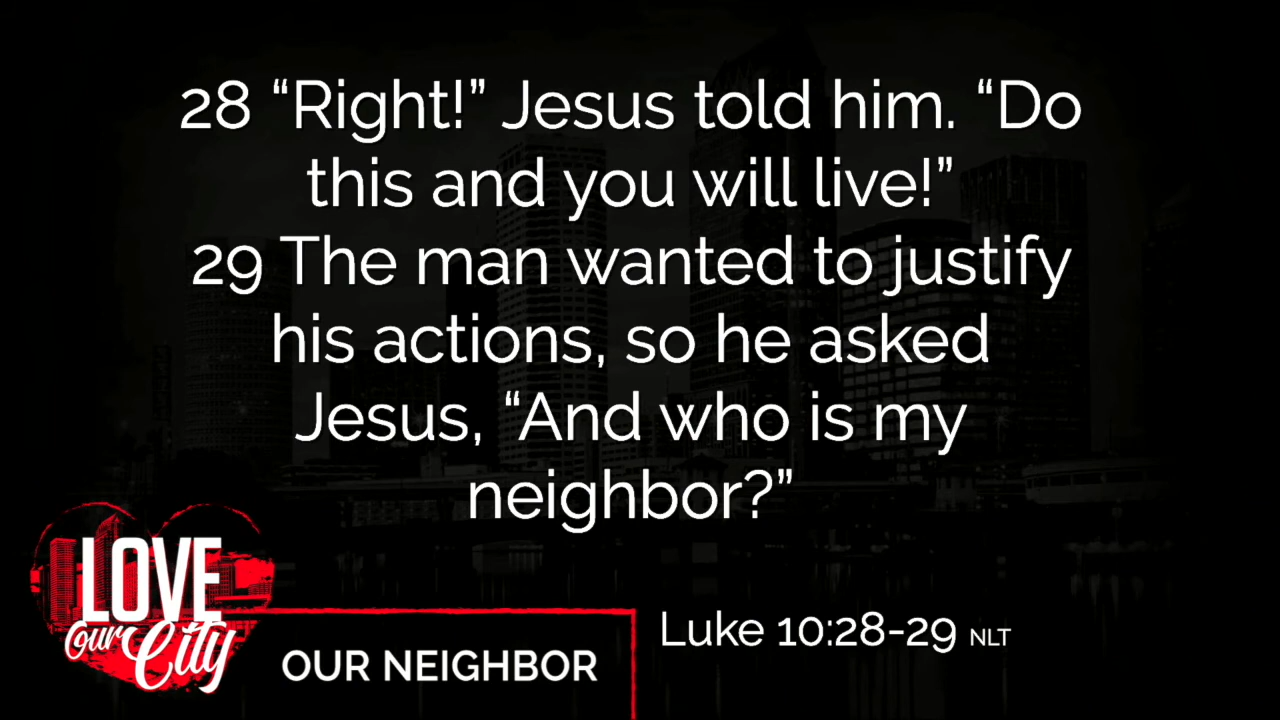 28 “Right!” Jesus told him. “Do
this and you will live!”
29 The man wanted to justify
his actions, so he asked
Jesus, “And who is my
neighbor?”
LOVE
Our City
OUR NEIGHBOR
Luke 10:28-29 NLT